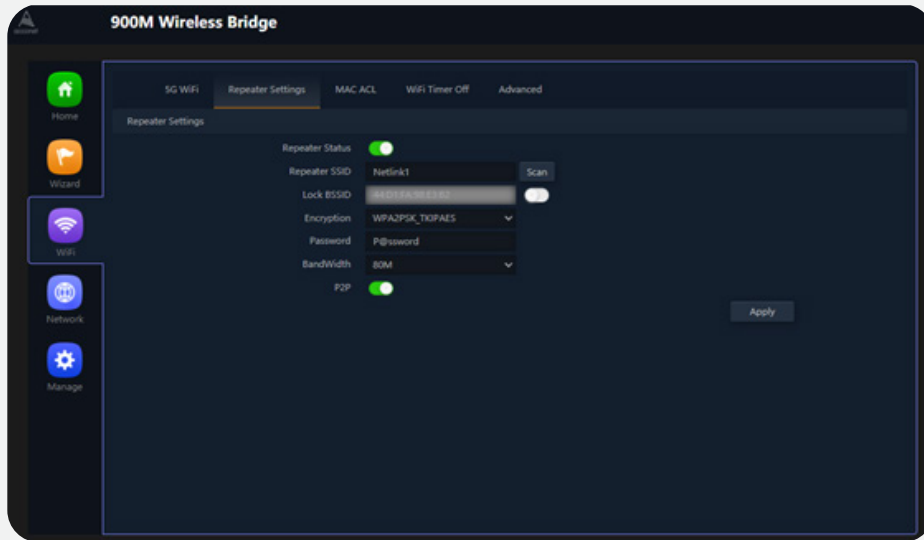 900M Wireless Bridge
5G WiFi Repeater Settings MAC ACL WiFi Timer Off Advanced
Home
Repeater Settings
Repeater Status
Repeater SSID Netlink1 Scan
Wizard
Lock BSSID
Encryption WPA2PSK_TKIPAES
Password P@ssword
WiFi
BandWidth 80M
P2P
Apply
Network
Manage